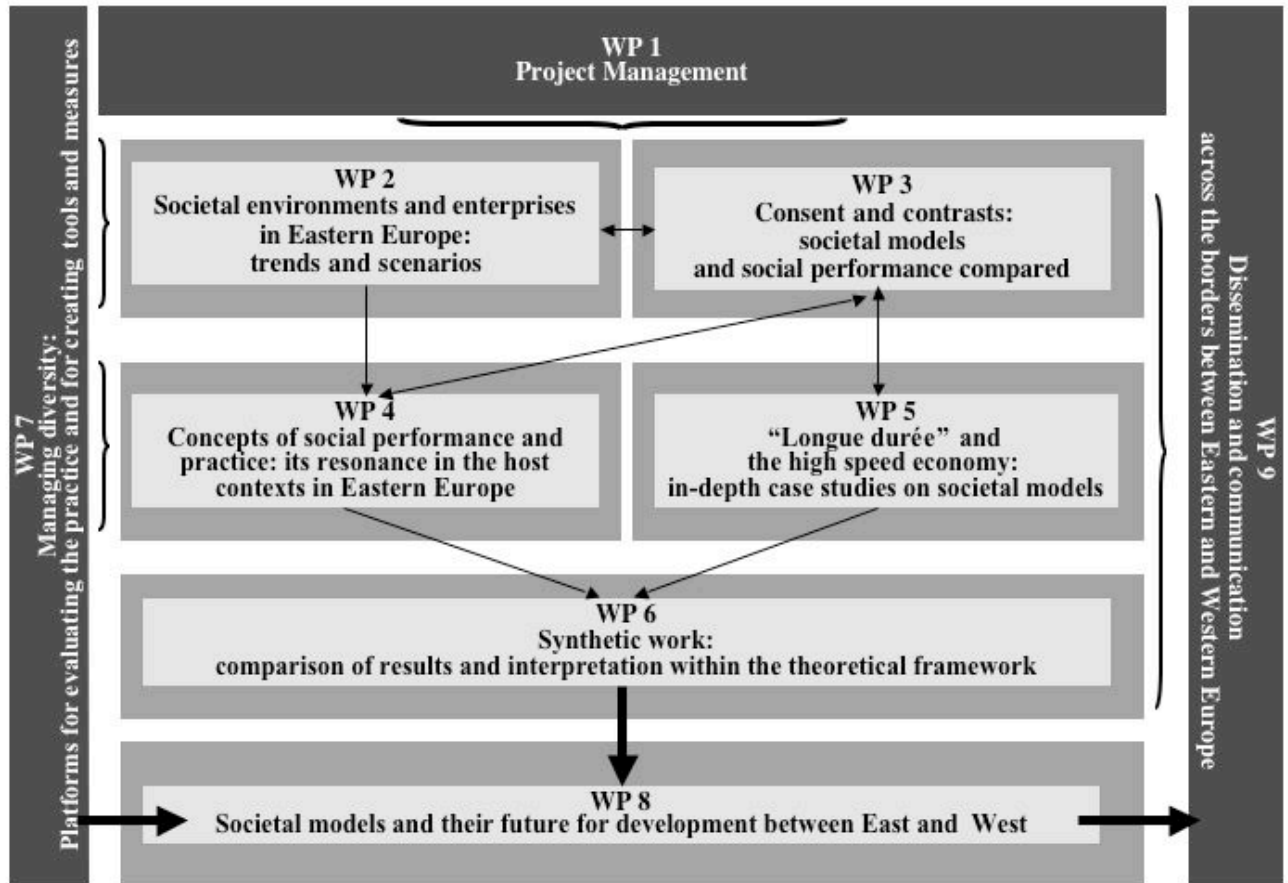 WP 1
Project Management
WP 7
Managing diversity:
Platforms for evaluating the practice and for creating tools and measures
WP 2
Societal environments and enterprises
in Eastern Europe:
trends and scenarios
WP 3
Consent and contrasts:
societal models
and social performance compared
WP 4
Concepts of social performance and
practice: its resonance in the host
contexts in Eastern Europe
WP 5
“Longue durée” and
the high speed economy:
in-depth case studies on societal models
WP 6
Synthetic work:
comparison of results and interpretation within the theoretical framework
WP 8
Societal models and their future for development between East and West
WP 9
Dissemination and communication
across the borders between Eastern and Western Europe